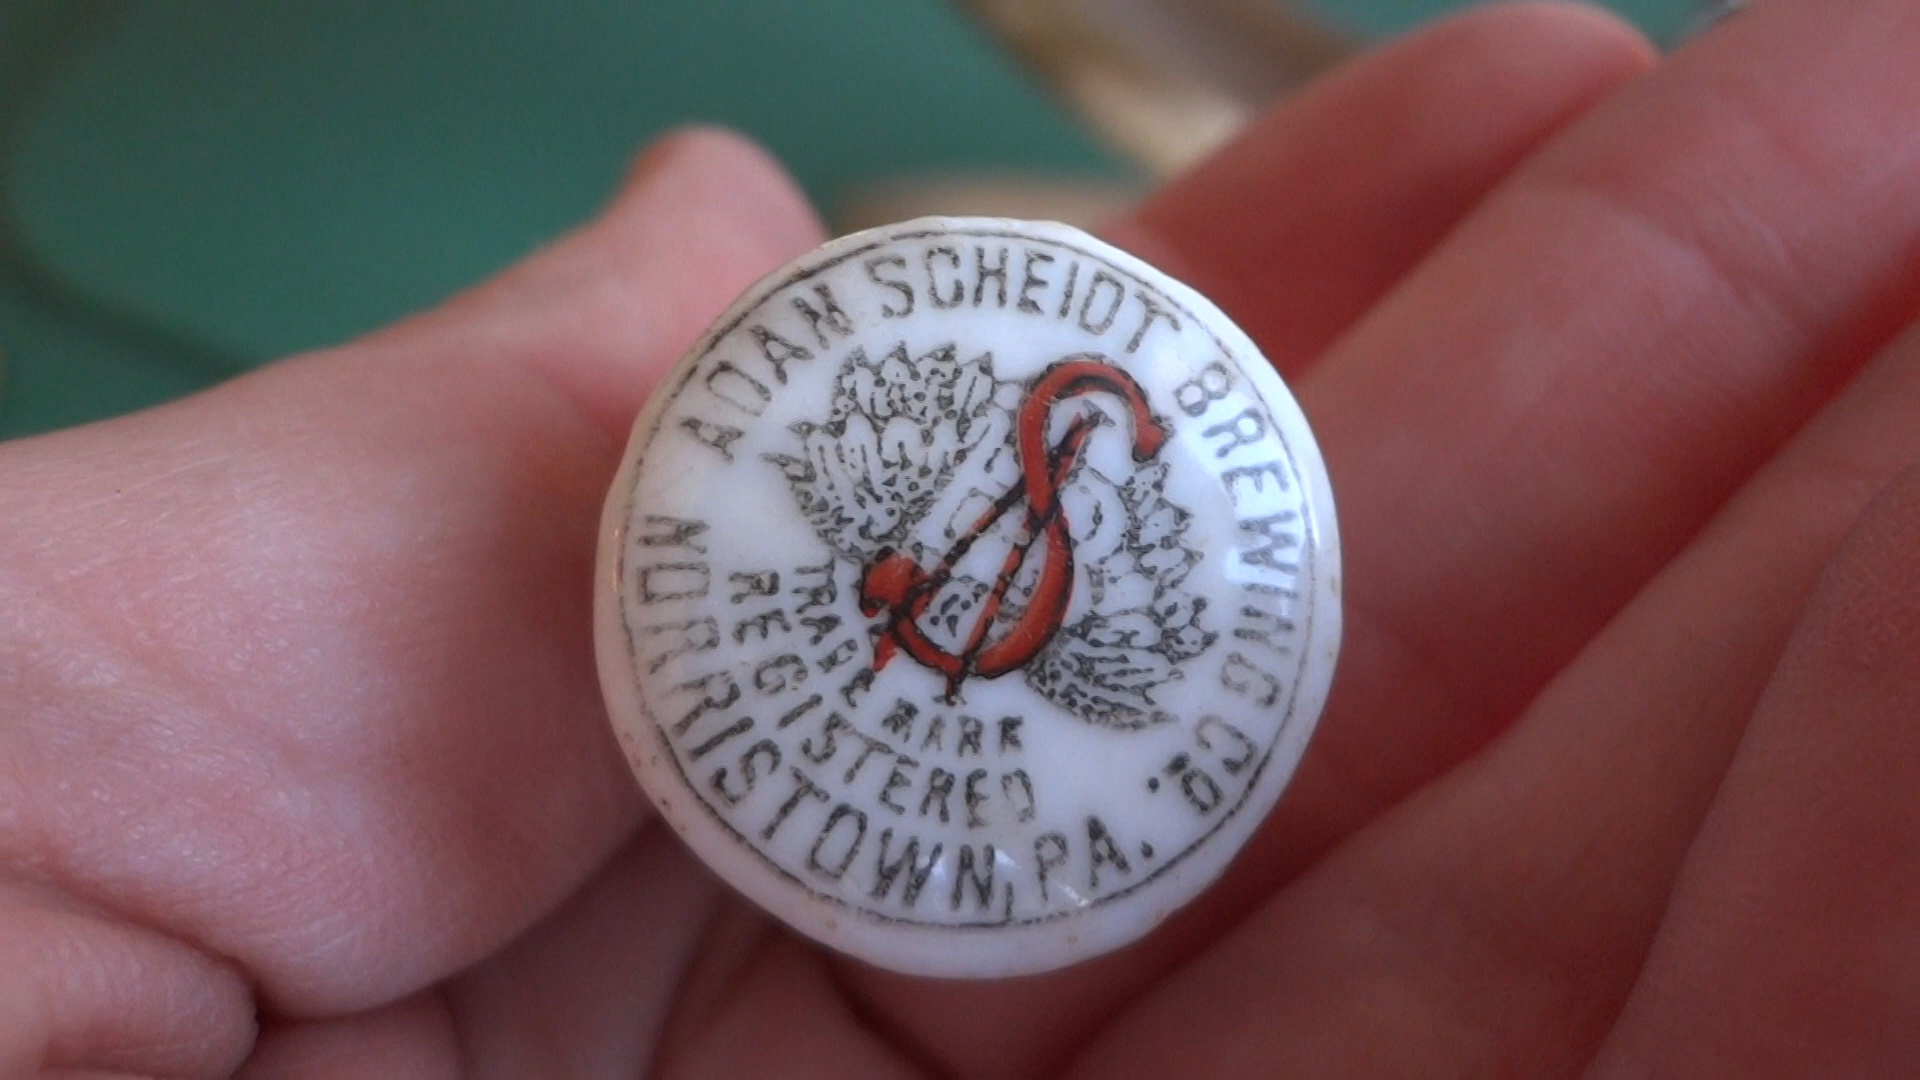 ADAM SCHEIDT BREWING CO.
TRADE MARK
REGISTERED
NORRISTOWN, PA.